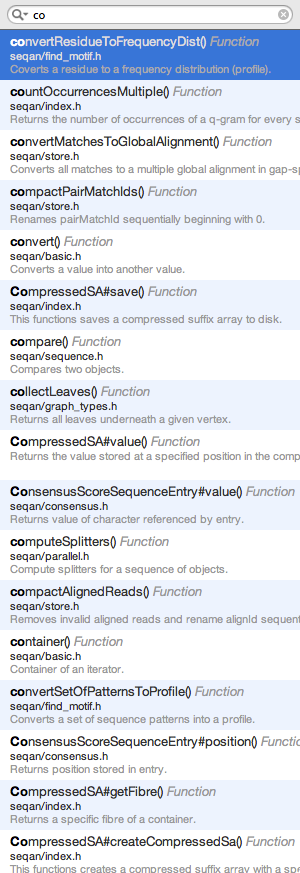 co
convertResidueToFrequencyDist() Function
seqan/find_motif.h
Coverts a residue to a frequency distribution (profile).
countOccurrencesMultiple() Function
seqan/index.h
Returns the number of occurrences of a q-gram for every s
convertMatchesToGlobalAlignment() Function
seqan/store.h
Converts all matches to a multiple global alignment in gap-sp
compactPairMatchIds() Function
seqan/store.h
Renames pairMatchId sequentially beginning with 0.
convert() Function
seqan/basic.h
Converts a value into another value.
CompressedSA#save() Function
seqan/index.h
This functions saves a compressed suffix array to disk.
compare() Function
seqan/sequence.h
Compares two objects.
collectLeaves() Function
seqan/graph_types.h
Returns all leaves underneath a given vertex.
CompressedSA#value() Function
Returns the value stored at a specified position in the comp
ConsensusScoreSequenceEntry#value() Function
seqan/consensus.h
Returns value of character referenced by entry.
computeSplitters() Function
seqan/parallel.h
Compute splitters for a sequence of objects.
compactAlignedReads() Function
seqan/store.h
Removes invalid aligned reads and rename alignId sequent
container() Function
seqan/basic.h
Container of an iterator.
convertSetOfPatternsToProfile() Function
seqan/find_motif.h
Converts a set of sequence patterns into a profile.
ConsensusScoreSequenceEntry#position() Functio
seqan/consensus.h
Returns position stored in entry.
CompressedSA#getFibre() Function
seqan/index.h
Returns a specific fibre of a container.
CompressedSA#createCompressedSa() Function
seqan/index.h
This functions creates a compressed suffix array with a spe